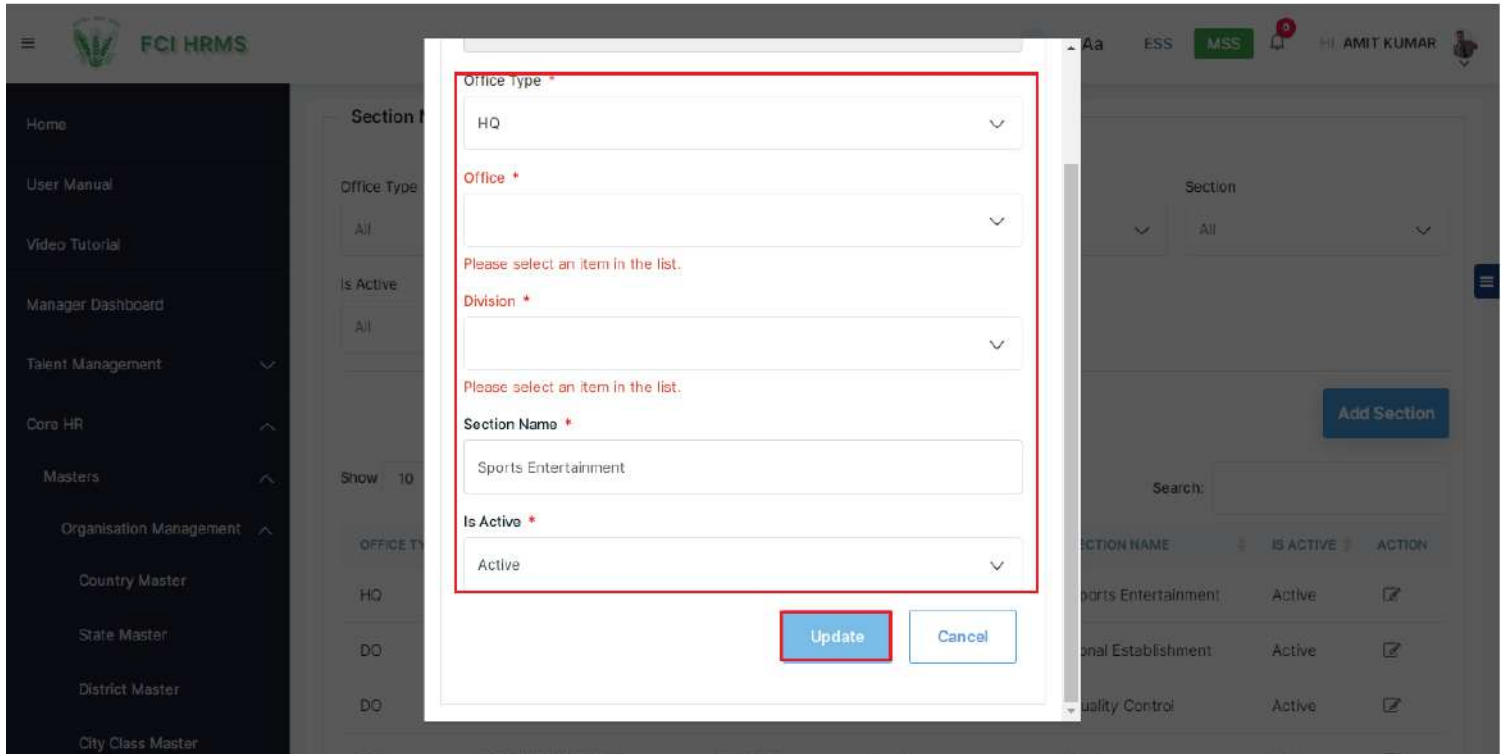 FCI HRMS
Aa ESS MSS 0 Hi AMIT KUMAR
Home
User Manual
Video Tutorial
Manager Dashboard
Talent Management
Core HR
Masters
Organisation Management
Country Master
State Master
District Master
City Class Master
Section
Office Type
All
Is Active
All
Section
All
Add Section
Show 10
Search:
OFFICE SECTION NAME IS ACTIVE ACTION
HQ Sports Entertainment Active
DO Establishment Active
DO Quality Control Active
Office Type *
HQ
Office *
Please select an item in the list.
Division *
Please select an item in the list.
Section Name *
Sports Entertainment
Is Active *
Active
Update Cancel